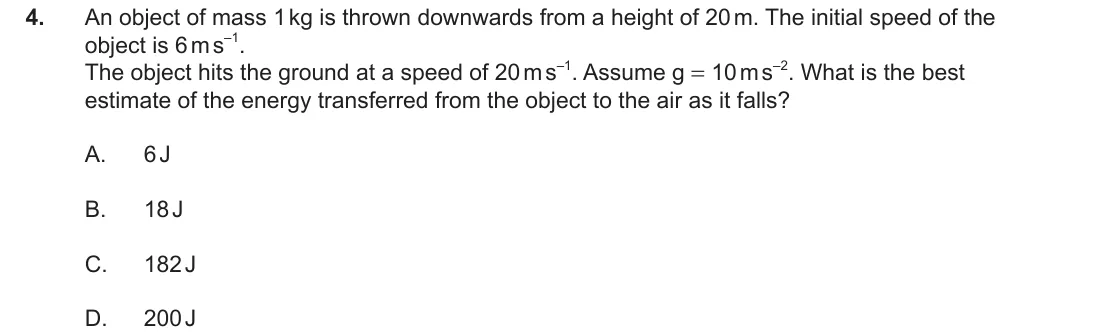 4. An object of mass 1 kg is thrown downwards from a height of 20 m. The initial speed of the
object is 6 m s⁻¹.
The object hits the ground at a speed of 20 m s⁻¹. Assume g = 10 m s⁻². What is the best
estimate of the energy transferred from the object to the air as it falls?
A. 6 J
B. 18 J
C. 182 J
D. 200 J